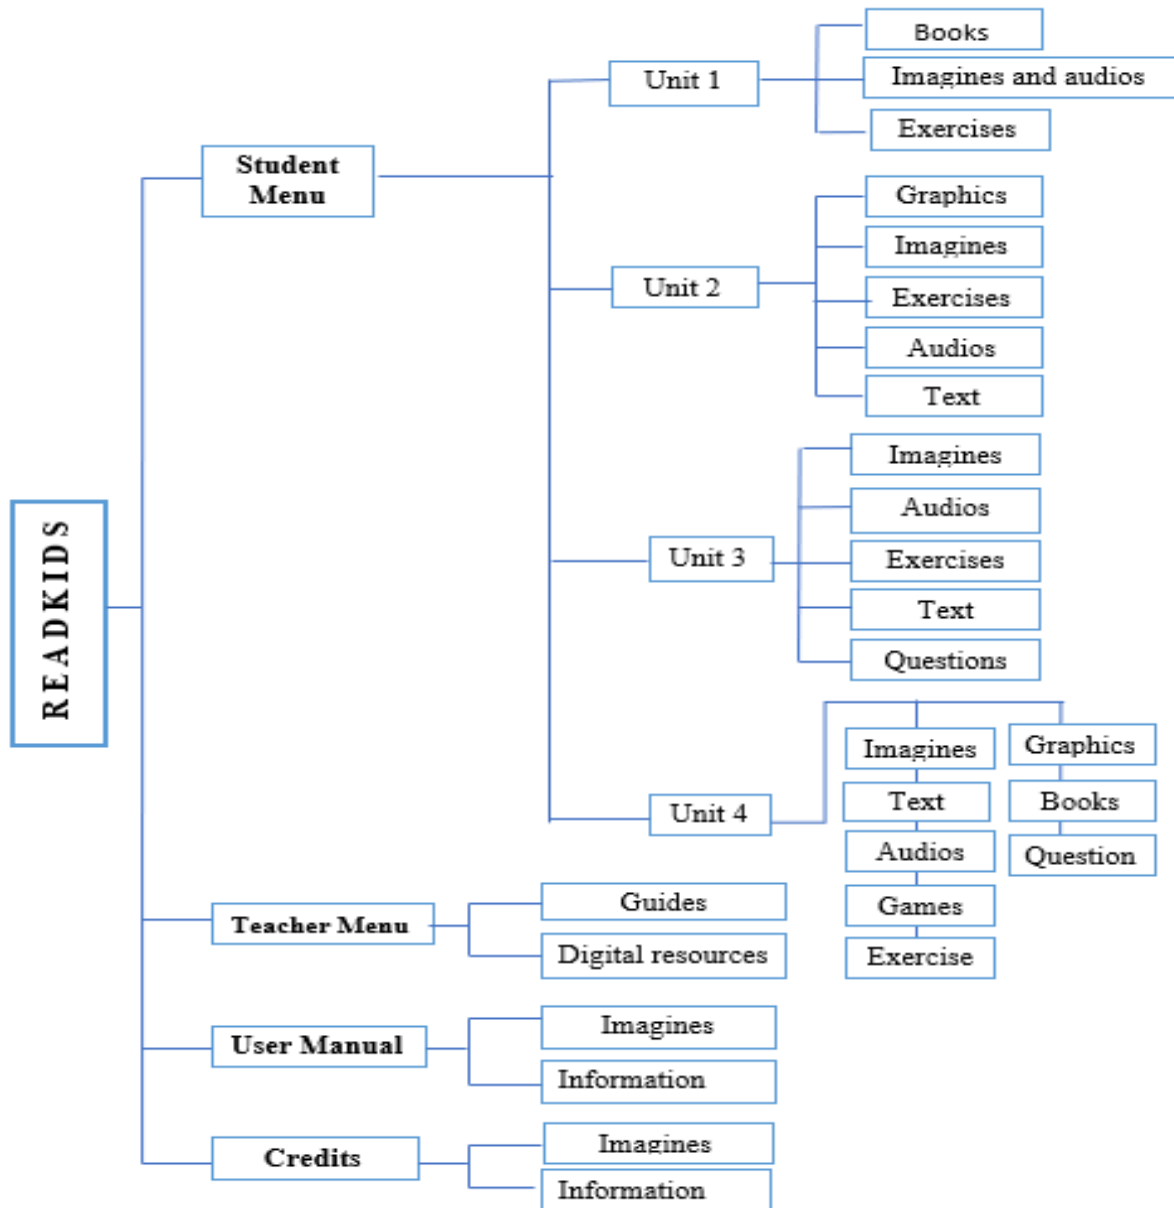 READKIDS
Student
Menu
Unit 1
Books
Imagines and audios
Exercises
Unit 2
Graphics
Imagines
Exercises
Audios
Text
Unit 3
Imagines
Audios
Exercises
Text
Questions
Unit 4
Imagines
Text
Audios
Games
Exercise
Graphics
Books
Question
Teacher Menu
Guides
Digital resources
User Manual
Imagines
Information
Credits
Imagines
Information